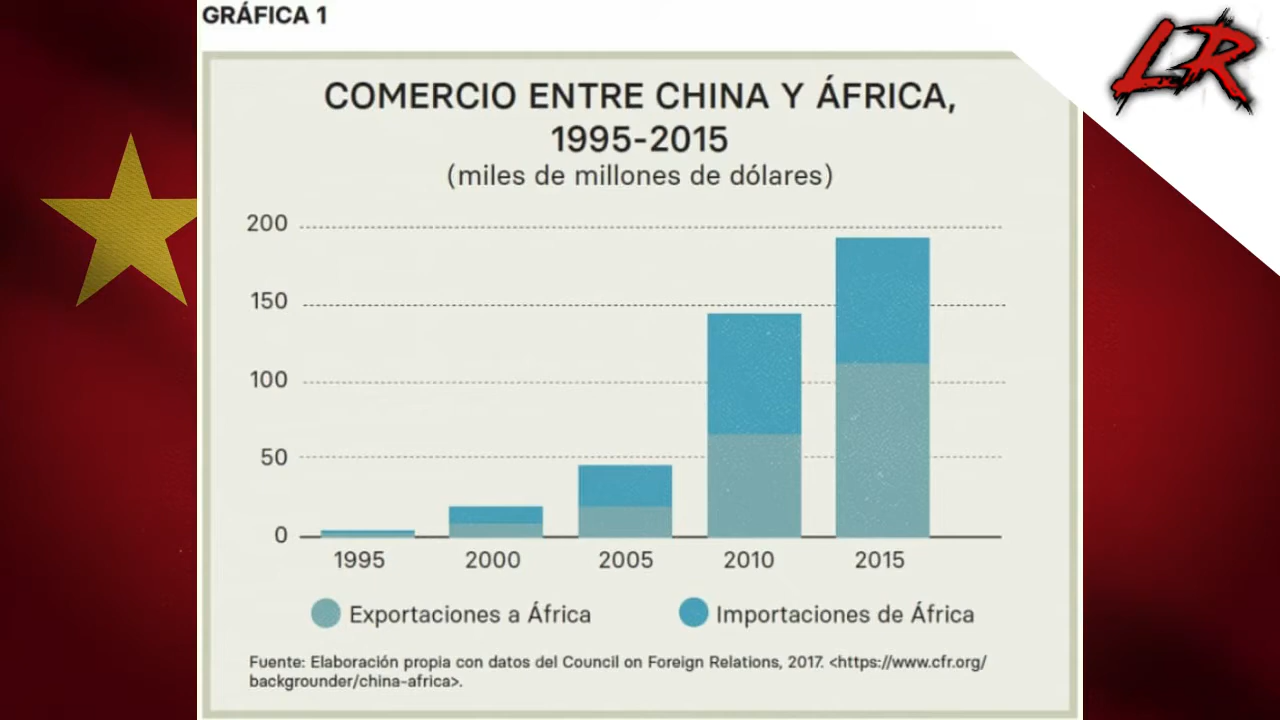 GRÁFICA 1
LR
COMERCIO ENTRE CHINA Y ÁFRICA,
1995-2015
(miles de millones de dólares)
200
150
100
50
0
1995 2000 2005 2010 2015
Exportaciones a África Importaciones de África
Fuente: Elaboración propia con datos del Council on Foreign Relations, 2017. <https://www.cfr.org/
backgrounder/china-africa>.